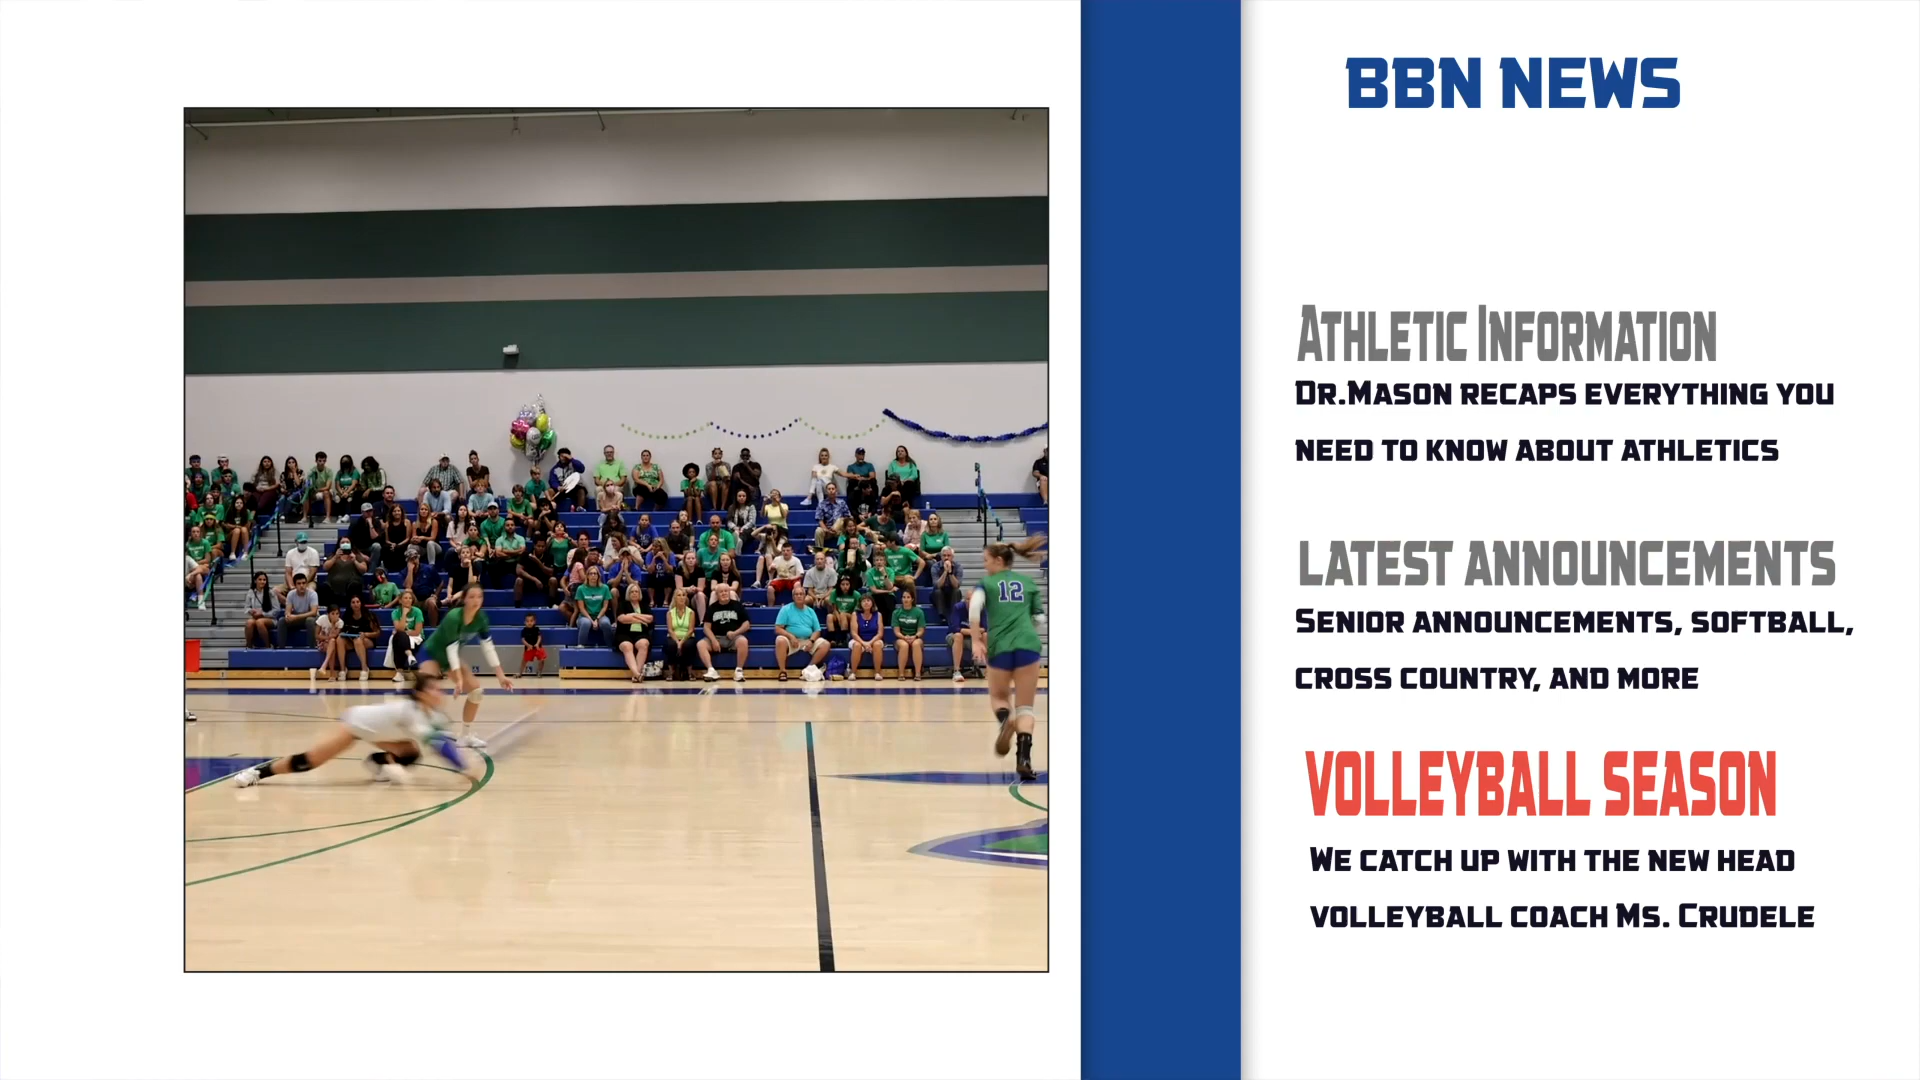 BBN NEWS
12
Athletic Information
Dr.Mason recaps everything you
need to know about athletics
LATEST ANNOUNCEMENTS
Senior announcements, softball,
cross country, and more
VOLLEYBALL SEASON
We catch up with the new head
volleyball coach Ms. Crudele